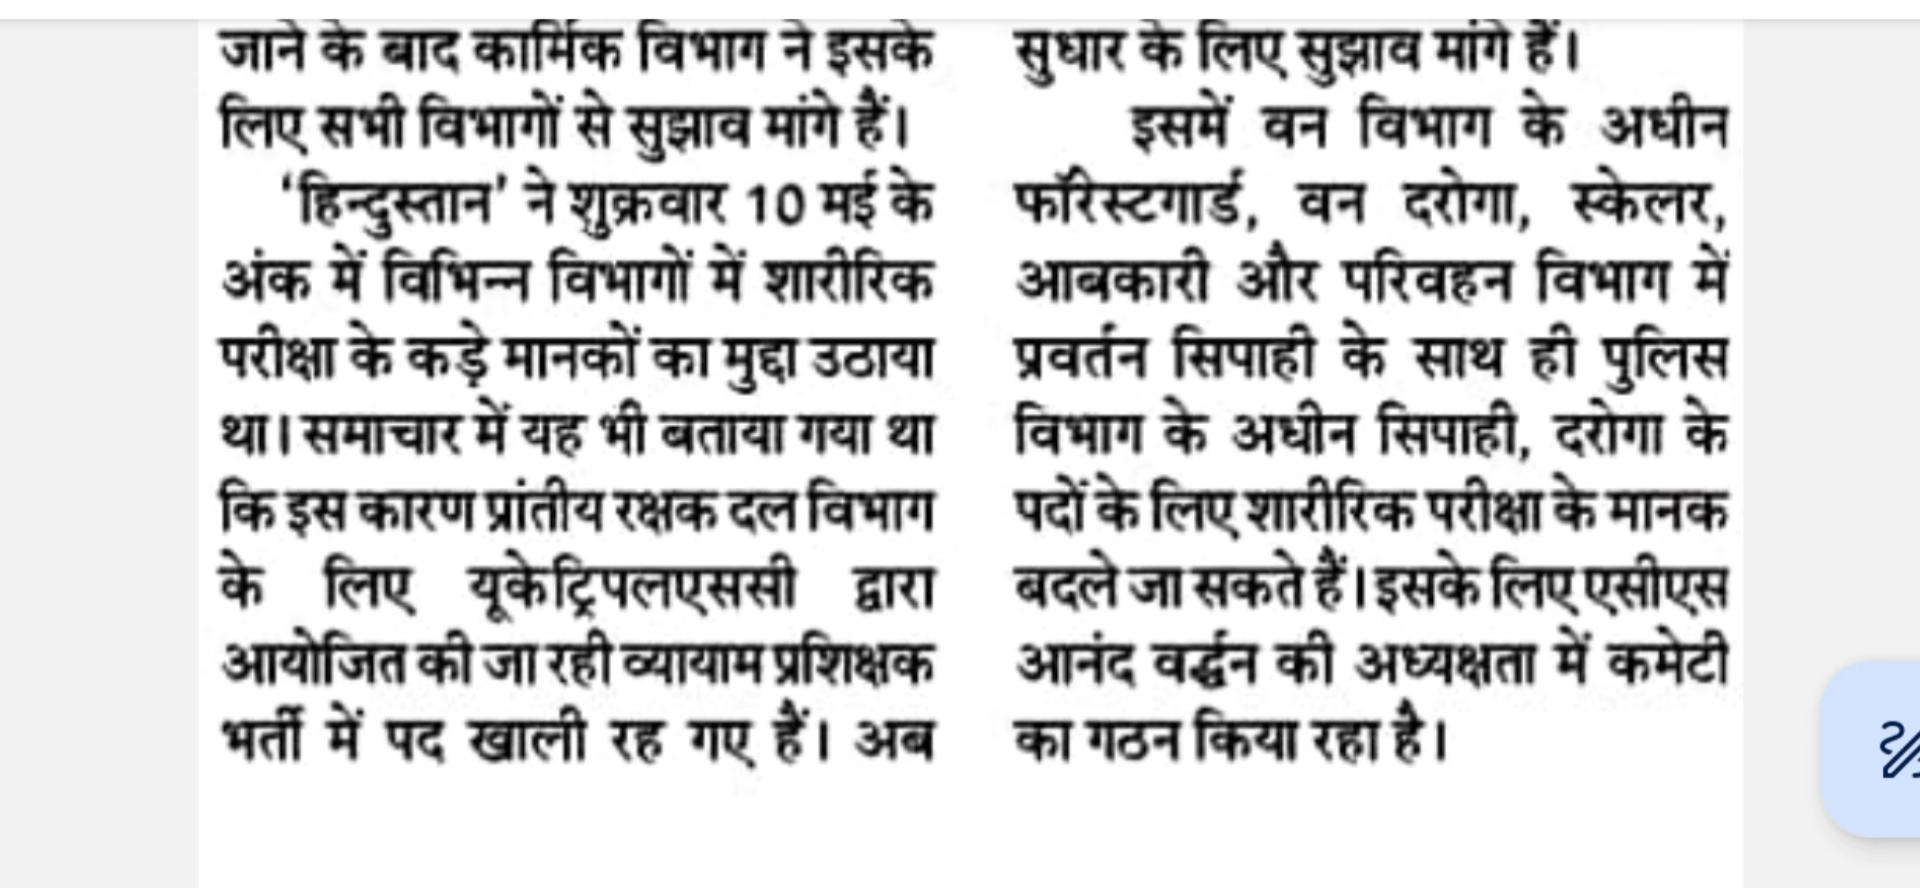 जाने के बाद कार्मिक विभाग ने इसके
लिए सभी विभागों से सुझाव मांगे हैं।
‘हिन्दुस्तान’ ने शुक्रवार 10 मई के
अंक में विभिन्न विभागों में शारीरिक
परीक्षा के कड़े मानकों का मुद्दा उठाया
था। समाचार में यह भी बताया गया था
कि इस कारण प्रांतीय रक्षक दल विभाग
के लिए यूकेट्रिपलएससी द्वारा
आयोजित की जा रही व्यायाम प्रशिक्षक
भर्ती में पद खाली रह गए हैं। अब
सुधार के लिए सुझाव मांगे हैं।
इसमें वन विभाग के अधीन
फॉरेस्टगार्ड, वन दरोगा, स्केलर,
आबकारी और परिवहन विभाग में
प्रवर्तन सिपाही के साथ ही पुलिस
विभाग के अधीन सिपाही, दरोगा के
पदों के लिए शारीरिक परीक्षा के मानक
बदले जा सकते हैं। इसके लिए एसीएस
आनंद वर्द्धन की अध्यक्षता में कमेटी
का गठन किया रहा है।